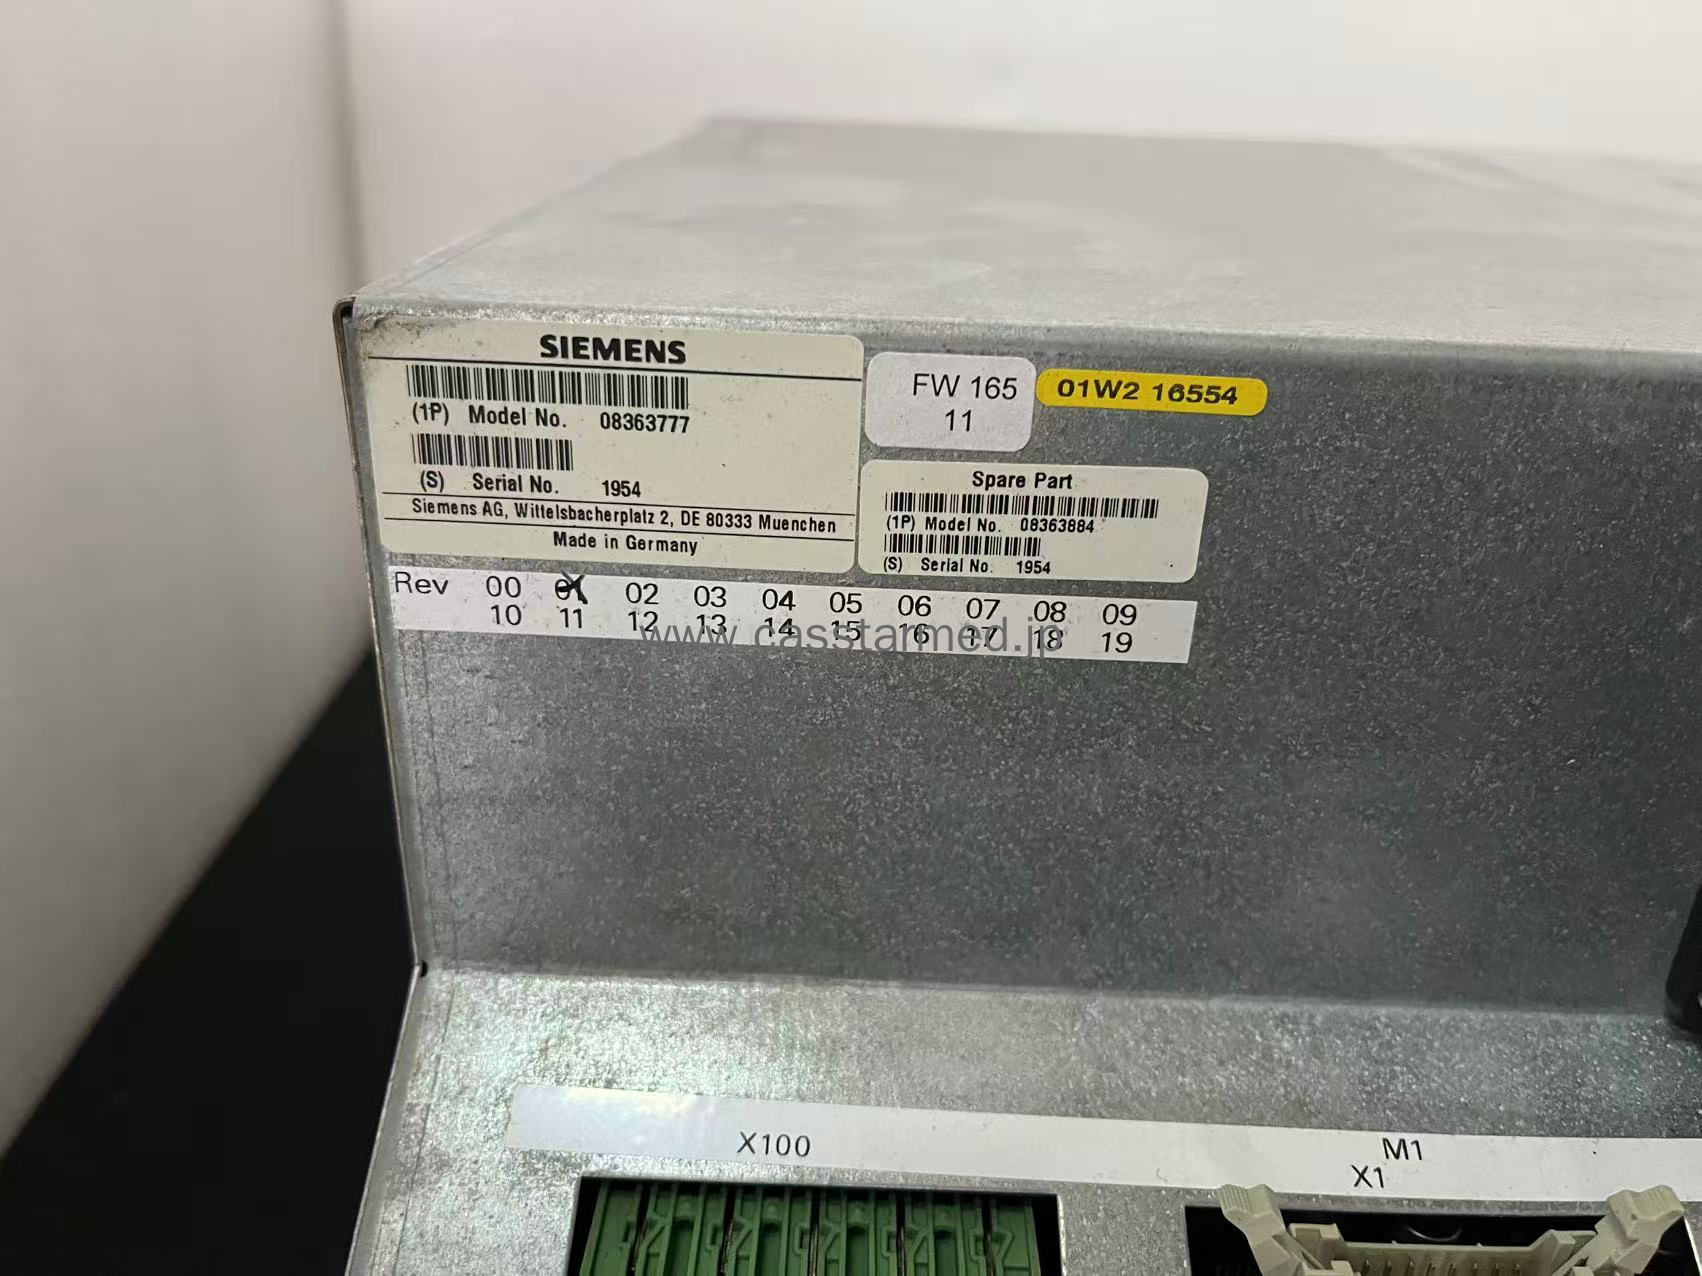 SIEMENS
(1P) Model No. 08363777
(S) Serial No. 1954
Siemens AG, Wittelsbacherplatz 2, DE 80333 Muenchen
Made in Germany
FW 165
11
01W2 16554
Spare Part
(1P) Model No. 08363884
(S) Serial No. 1954
Rev 00 01 02 03 04 05 06 07 08 09
10 11 12 13 14 15 16 17 18 19
www.casstarmed.jp
X100
M1
X1